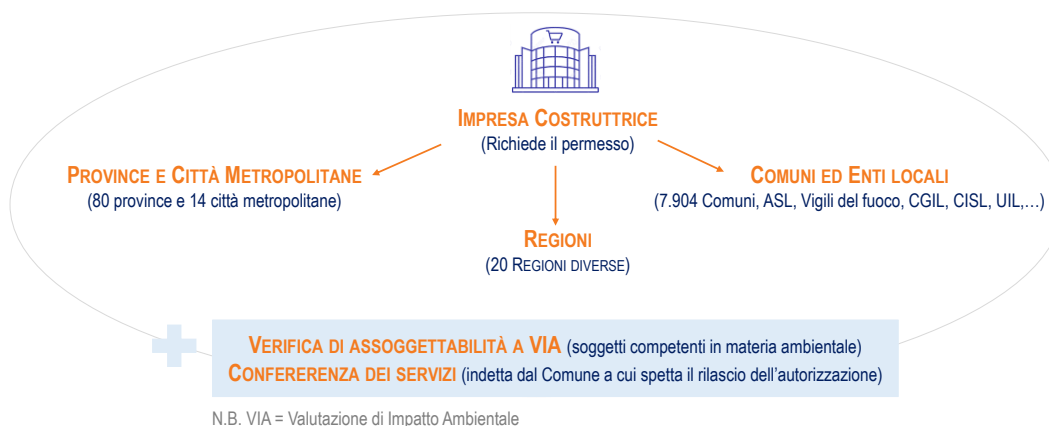 IMPRESA COSTRUTTRICE
(Richiede il permesso)
PROVINCE E CITTÀ METROPOLITANE
(80 province e 14 città metropolitane)
COMUNI ED ENTI LOCALI
(7.904 Comuni, ASL, Vigili del fuoco, CGIL, CISL, UIL,…)
REGIONI
(20 REGIONI DIVERSE)
VERIFICA DI ASSOGGETTABILITÀ A VIA (soggetti competenti in materia ambientale)
CONFERERENZA DEI SERVIZI (indetta dal Comune a cui spetta il rilascio dell'autorizzazione)
N.B. VIA = Valutazione di Impatto Ambientale